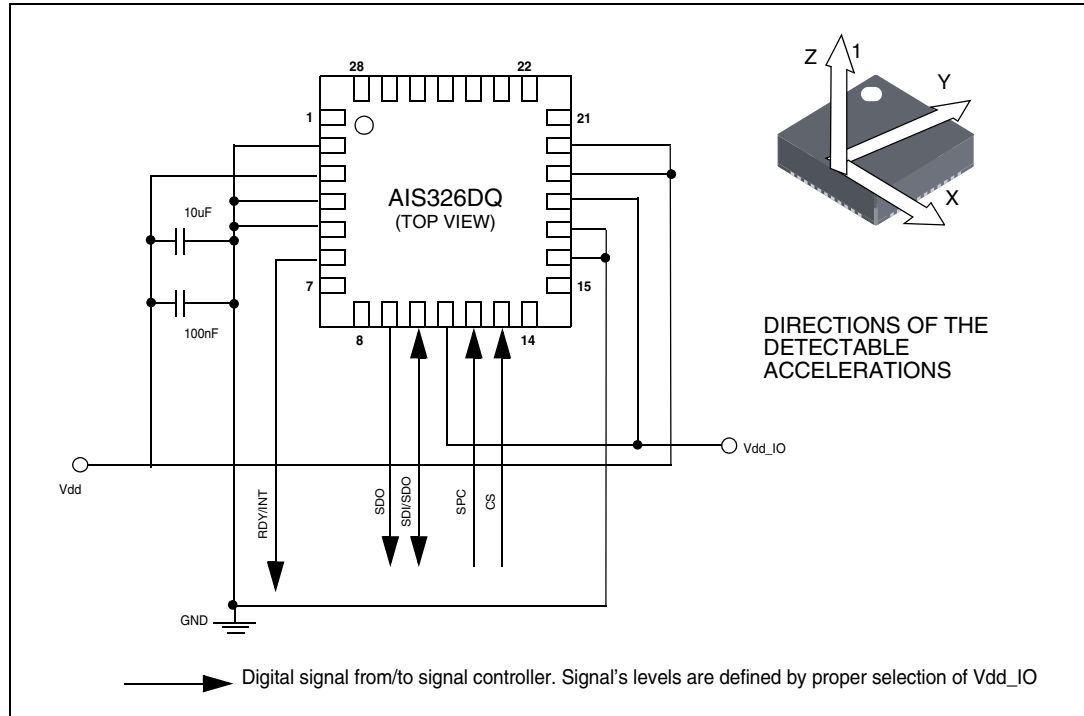 28
22
1
21
AIS326DQ
(TOP VIEW)
10uF
100nF
7
15
8
14
Z
1
Y
X
DIRECTIONS OF THE
DETECTABLE
ACCELERATIONS
Vdd_IO
Vdd
RDY/INT
SDO
SDI/SDO
SPC
CS
GND
Digital signal from/to signal controller. Signal's levels are defined by proper selection of Vdd_IO